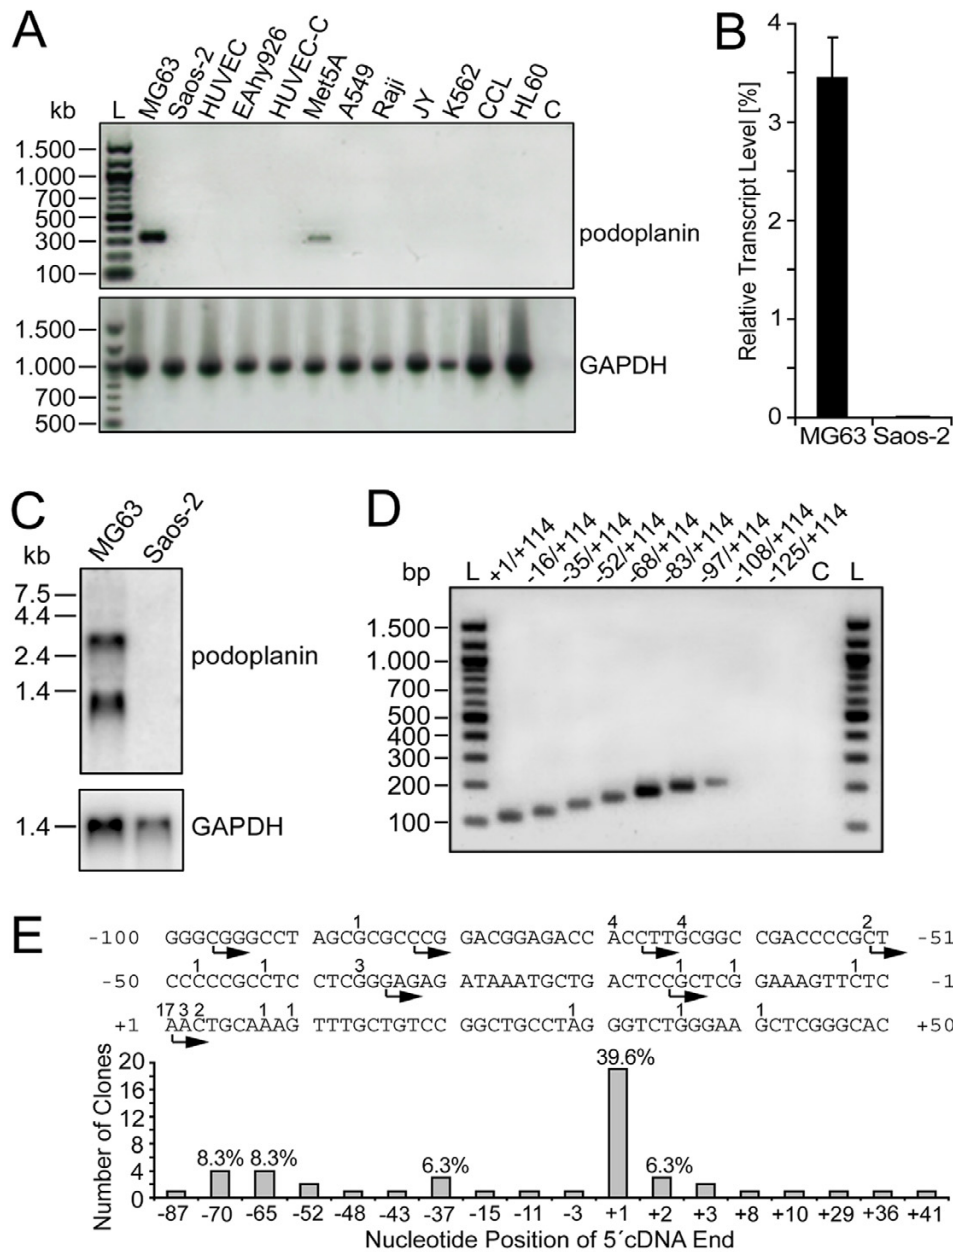 A
kb L MG63 Saos-2 HUVEC EAhy926 HUVEC-C Met5A A549 Raji JY K562 CCL HL60 C
1.500
1.000
700
500
300
100
podoplanin
1.500
1.000
700
500
GAPDH
B
Relative Transcript Level [%]
4
3
2
1
0
MG63 Saos-2
C
kb MG63 Saos-2
7.5
4.4
2.4
1.4
podoplanin
1.4
GAPDH
D
bp L +1/+114 -16/+114 -35/+114 -52/+114 -68/+114 -83/+114 -97/+114 -108/+114 -125/+114 C L
1.500
1.000
700
500
400
300
200
100
E
1 4 4 2
-100 GGGCGGGCCT AGCGCGCCCG GACGGAGACC ACCTTGCGGC CGACCCCGCT -51
1 1 3 1 1 1
-50 CCCCCGCCTC CTCGGGAGAG ATAAATGCTG ACTCCGCTCG GAAAGTTCTC -1
17 3 2 1 1 1 1 1
+1 AACTGCAAAG TTTGCTGTCC GGCTGCCTAG GGTCTGGGAA GCTCGGGCAC +50
Number of Clones
20
16
12
8
4
0
8.3% 8.3% 6.3% 39.6% 6.3%
-87 -70 -65 -52 -48 -43 -37 -15 -11 -3 +1 +2 +3 +8 +10 +29 +36 +41
Nucleotide Position of 5´cDNA End